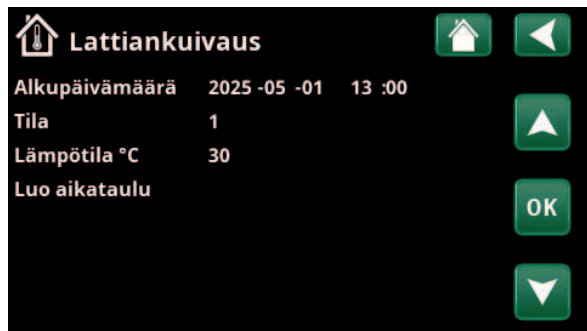 Lattiankuivaus
Alkupäivämäärä 2025 -05 -01 13 :00
Tila 1
Lämpötila °C 30
Luo aikataulu
OK